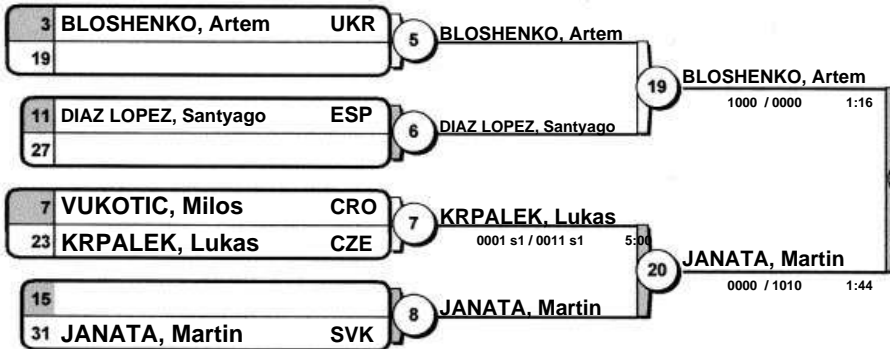 3 BLOSHENKO, Artem UKR
19
5 BLOSHENKO, Artem
11 DIAZ LOPEZ, Santyago ESP
27
6 DIAZ LOPEZ, Santyago
19 BLOSHENKO, Artem
1000 / 0000 1:16
7 VUKOTIC, Milos CRO
23 KRPALEK, Lukas CZE
7 KRPALEK, Lukas
0001 s1 / 0011 s1 5:00
15
31 JANATA, Martin SVK
8 JANATA, Martin
20 JANATA, Martin
0000 / 1010 1:44